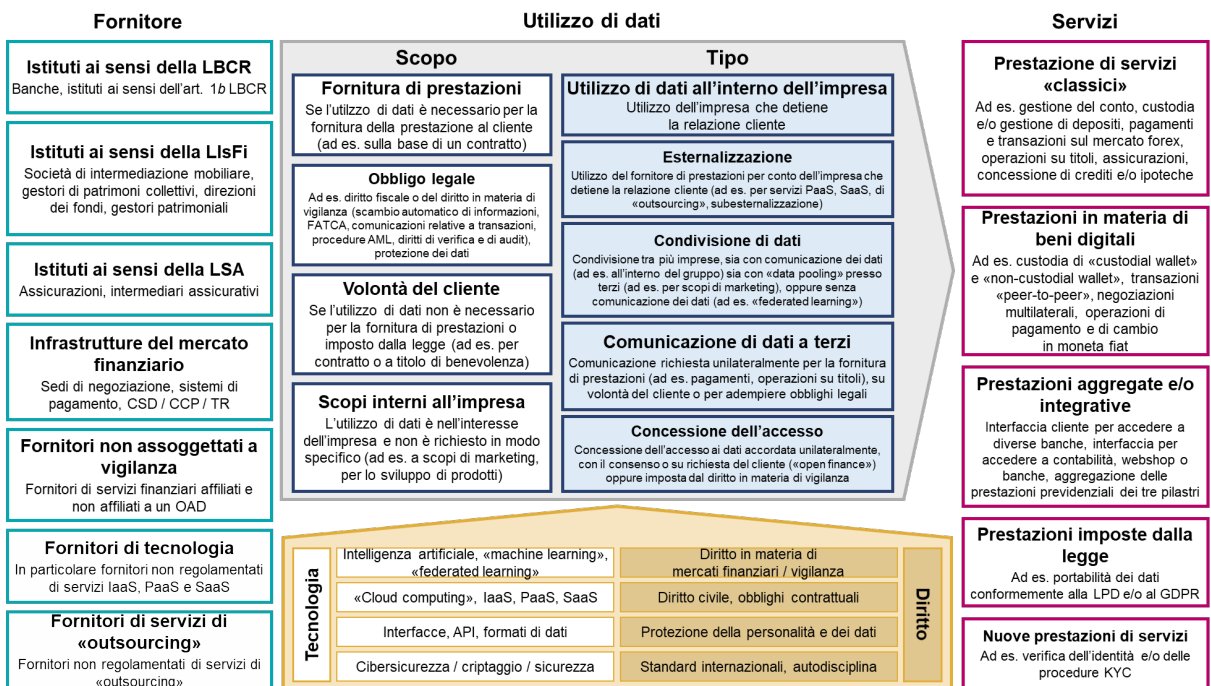 Fornitore
Istituti ai sensi della LBCR
Banche, istituti ai sensi dell'art. 1b LBCR
Istituti ai sensi della LIsFi
Società di intermediazione mobiliare,
gestori di patrimoni collettivi, direzioni
dei fondi, gestori patrimoniali
Istituti ai sensi della LSA
Assicurazioni, intermediari assicurativi
Infrastrutture del mercato
finanziario
Sedi di negoziazione, sistemi di
pagamento, CSD / CCP / TR
Fornitori non assoggettati a
vigilanza
Fornitori di servizi finanziari affiliati e
non affiliati a un OAD
Fornitori di tecnologia
In particolare fornitori non regolamentati
di servizi IaaS, PaaS e SaaS
Fornitori di servizi di
«outsourcing»
Fornitori non regolamentati di servizi di
«outsourcing»
Utilizzo di dati
Scopo
Fornitura di prestazioni
Se l'utilzzo di dati è necessario per la
fornitura della prestazione al cliente
(ad es. sulla base di un contratto)
Obbligo legale
Ad es. diritto fiscale o del diritto in materia di
vigilanza (scambio automatico di informazioni,
FATCA, comunicazioni relative a transazioni,
procedure AML, diritti di verifica e di audit),
protezione dei dati
Volontà del cliente
Se l'utilizzo di dati non è necessario
per la fornitura di prestazioni o
imposto dalla legge (ad es. per
contratto o a titolo di benevolenza)
Scopi interni all'impresa
L'utilizzo di dati è nell'interesse
dell'impresa e non è richiesto in modo
specifico (ad es. a scopi di marketing,
per lo sviluppo di prodotti)
Tipo
Utilizzo di dati all'interno dell'impresa
Utilizzo dell'impresa che detiene
la relazione cliente
Esternalizzazione
Utilizzo del fornitore di prestazioni per conto dell'impresa che
detiene la relazione cliente (ad es. per servizi PaaS, SaaS, di
«outsourcing», subesternalizzazione)
Condivisione di dati
Condivisione tra più imprese, sia con comunicazione dei dati
(ad es. all'interno del gruppo) sia con «data pooling» presso
terzi (ad es. per scopi di marketing), oppure senza
comunicazione dei dati (ad es. «federated learning»)
Comunicazione di dati a terzi
Comunicazione richiesta unilateralmente per la fornitura
di prestazioni (ad es. pagamenti, operazioni su titoli), su
volontà del cliente o per adempiere obblighi legali
Concessione dell'accesso
Concessione dell'accesso ai dati accordata unilateralmente,
con il consenso o su richiesta del cliente («open finance»)
oppure imposta dal diritto in materia di vigilanza
Tecnologia
Intelligenza artificiale, «machine learning»,
«federated learning»
«Cloud computing», IaaS, PaaS, SaaS
Interfacce, API, formati di dati
Cibersicurezza / criptaggio / sicurezza
Diritto in materia di
mercati finanziari / vigilanza
Diritto civile, obblighi contrattuali
Protezione della personalità e dei dati
Standard internazionali, autodisciplina
Diritto
Servizi
Prestazione di servizi
«classici»
Ad es. gestione del conto, custodia
e/o gestione di depositi, pagamenti
e transazioni sul mercato forex,
operazioni su titoli, assicurazioni,
concessione di crediti e/o ipoteche
Prestazioni in materia di
beni digitali
Ad es. custodia di «custodial wallet»
e «non-custodial wallet», transazioni
«peer-to-peer», negoziazioni
multilaterali, operazioni di
pagamento e di cambio
in moneta fiat
Prestazioni aggregate e/o
integrative
Interfaccia cliente per accedere a
diverse banche, interfaccia per
accedere a contabilità, webshop o
banche, aggregazione delle
prestazioni previdenziali dei tre pilastri
Prestazioni imposte dalla
legge
Ad es. portabilità dei dati
conformemente alla LPD e/o al GDPR
Nuove prestazioni di servizi
Ad es. verifica dell'identità e/o delle
procedure KYC